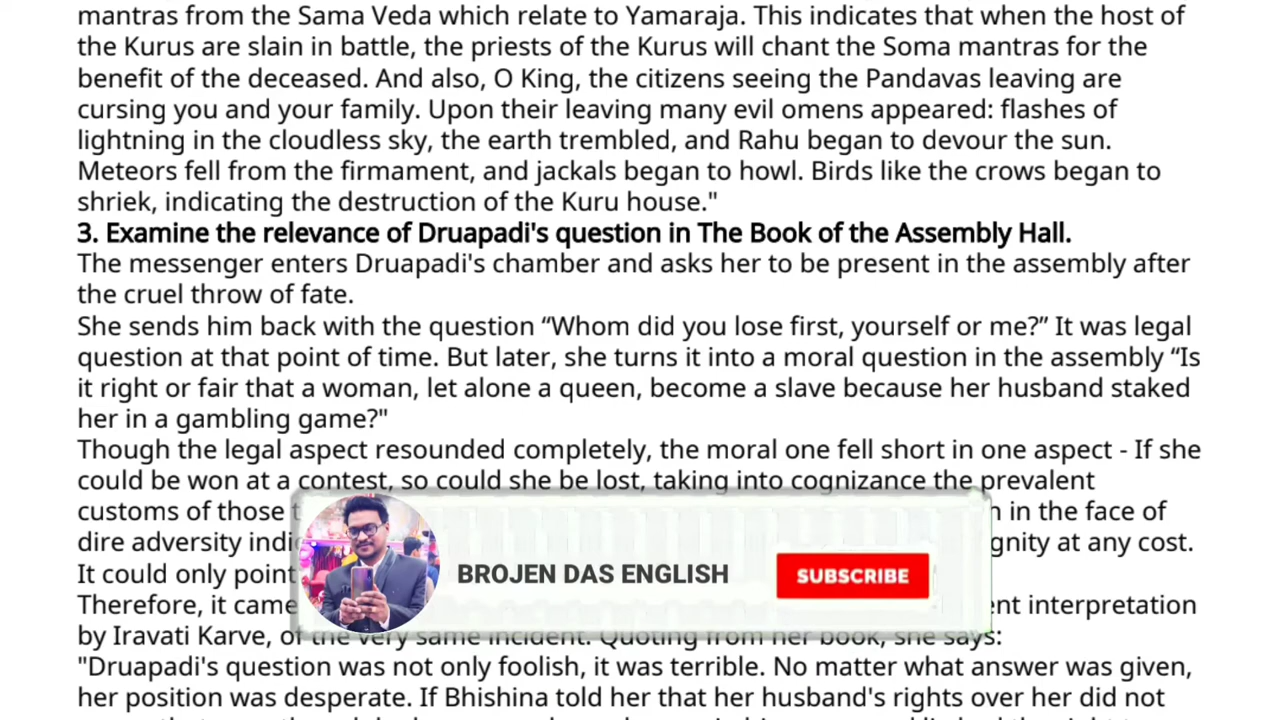 mantras from the Sama Veda which relate to Yamaraja. This indicates that when the host of
the Kurus are slain in battle, the priests of the Kurus will chant the Soma mantras for the
benefit of the deceased. And also, O King, the citizens seeing the Pandavas leaving are
cursing you and your family. Upon their leaving many evil omens appeared: flashes of
lightning in the cloudless sky, the earth trembled, and Rahu began to devour the sun.
Meteors fell from the firmament, and jackals began to howl. Birds like the crows began to
shriek, indicating the destruction of the Kuru house."
3. Examine the relevance of Druapadi's question in The Book of the Assembly Hall.
The messenger enters Druapadi's chamber and asks her to be present in the assembly after
the cruel throw of fate.
She sends him back with the question “Whom did you lose first, yourself or me?” It was legal
question at that point of time. But later, she turns it into a moral question in the assembly “Is
it right or fair that a woman, let alone a queen, become a slave because her husband staked
her in a gambling game?"
Though the legal aspect resounded completely, the moral one fell short in one aspect - If she
could be won at a contest, so could she be lost, taking into cognizance the prevalent
customs of those in the face of
dire adversity at any cost.
It could only point
Therefore, it came interpretation
by Iravati Karve, of the very same incident. Quoting from her book, she says:
"Druapadi's question was not only foolish, it was terrible. No matter what answer was given,
her position was desperate. If Bhishina told her that her husband's rights over her did not
BROJEN DAS ENGLISH
SUBSCRIBE